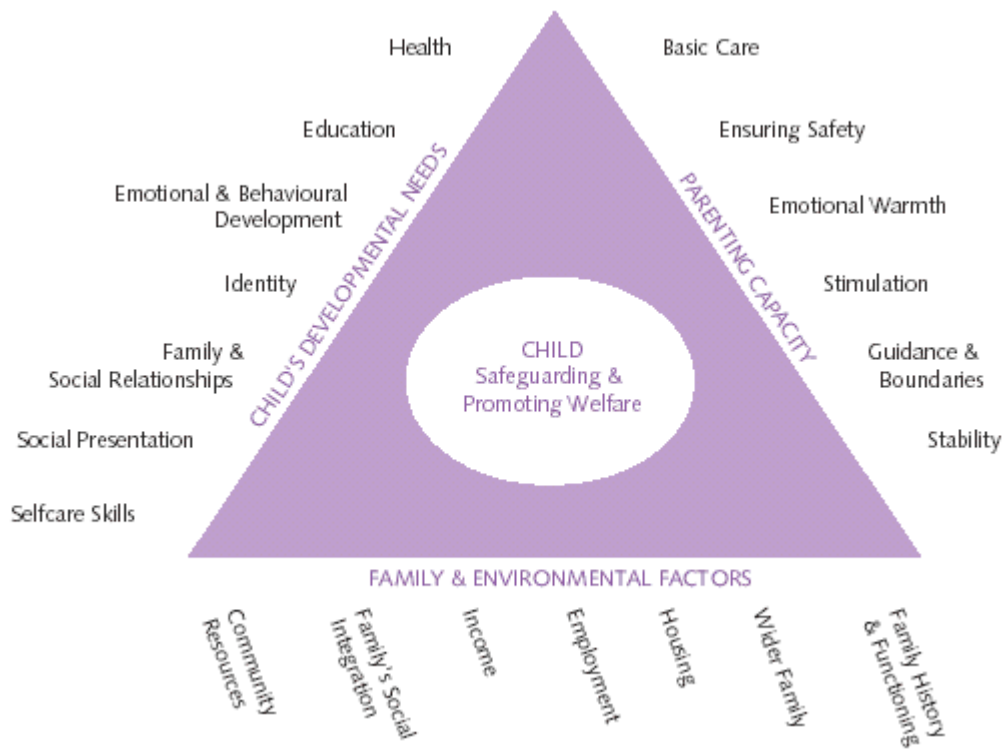 Health
Education
Emotional & Behavioural
Development
Identity
Family &
Social Relationships
Social Presentation
Selfcare Skills
CHILD'S DEVELOPMENTAL NEEDS
Basic Care
Ensuring Safety
Emotional Warmth
Stimulation
Guidance &
Boundaries
Stability
PARENTING CAPACITY
CHILD
Safeguarding &
Promoting Welfare
FAMILY & ENVIRONMENTAL FACTORS
Community
Resources
Family's Social
Integration
Income
Employment
Housing
Wider Family
Family History
& Functioning